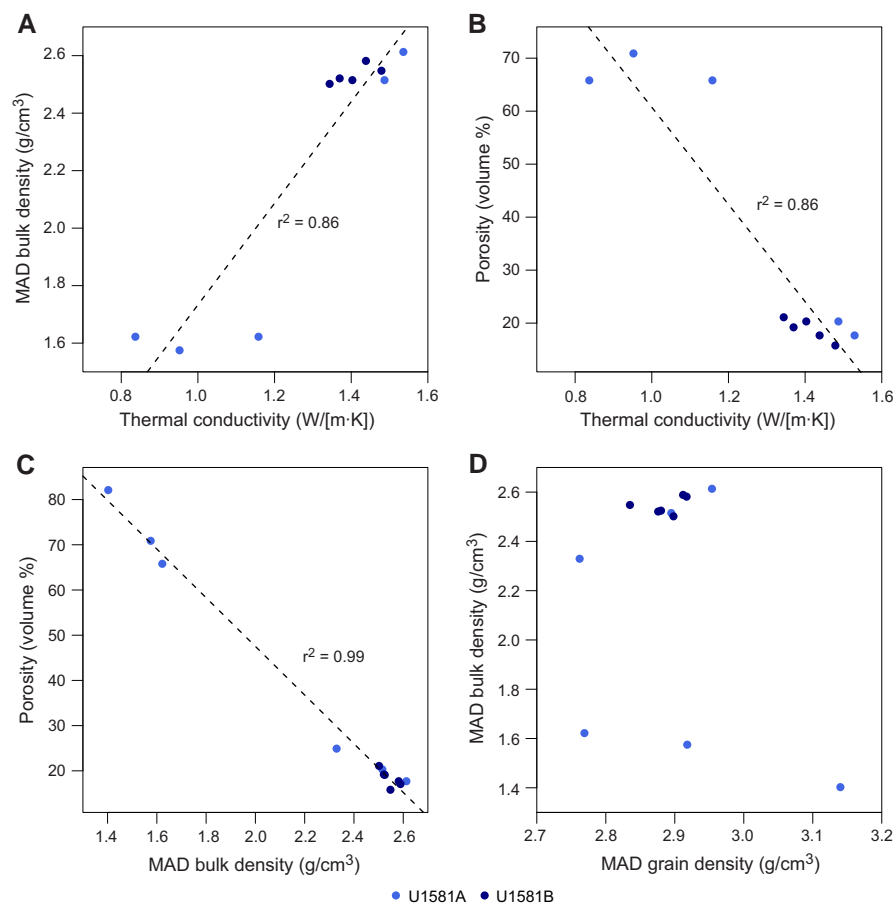 A
MAD bulk density (g/cm³)
2.6
2.4
2.2
2.0
1.8
1.6
r² = 0.86
0.8 1.0 1.2 1.4 1.6
Thermal conductivity (W/[m·K])
B
Porosity (volume %)
70
60
50
40
30
20
r² = 0.86
0.8 1.0 1.2 1.4 1.6
Thermal conductivity (W/[m·K])
C
Porosity (volume %)
80
70
60
50
40
30
20
r² = 0.99
1.4 1.6 1.8 2.0 2.2 2.4 2.6
MAD bulk density (g/cm³)
D
MAD bulk density (g/cm³)
2.6
2.4
2.2
2.0
1.8
1.6
1.4
2.7 2.8 2.9 3.0 3.1 3.2
MAD grain density (g/cm³)
U1581A U1581B